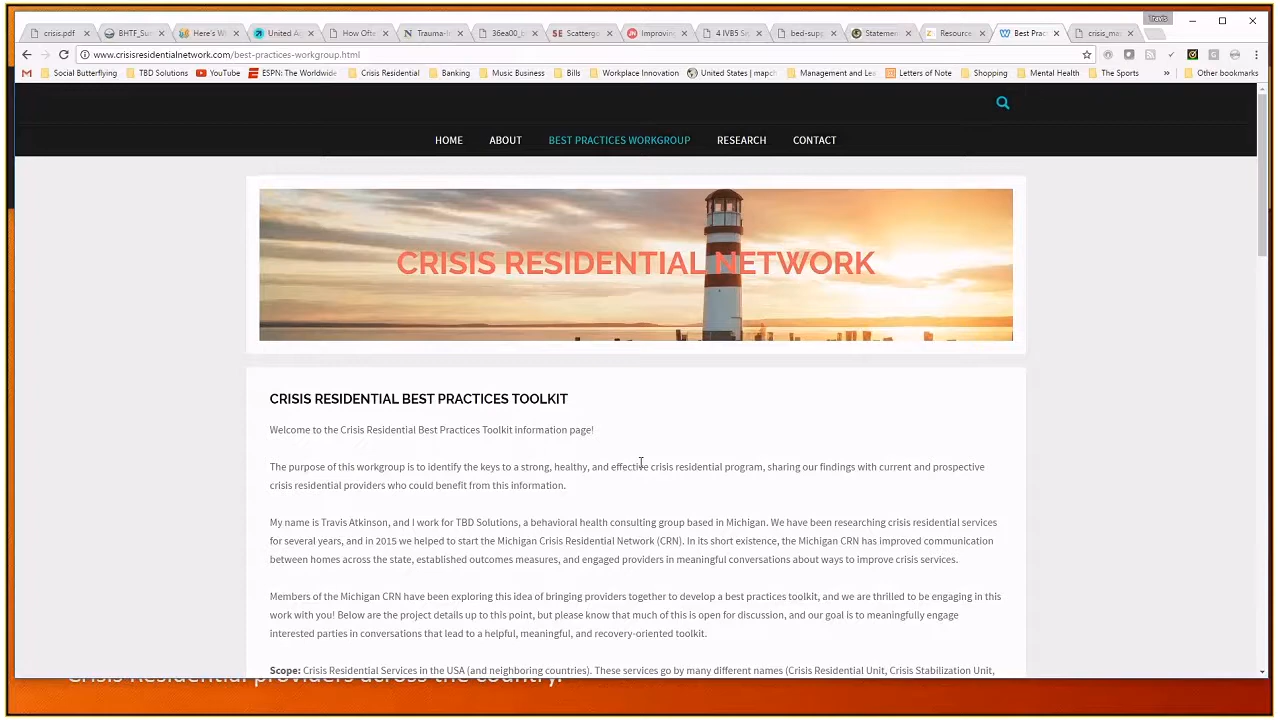 Travis
crisis.pdf
BHTF_Su
Here's W
United
How Ofte
Trauma-I
36ea00_
Scatterg
Improving
4 IVB5 S
bed-supp
Statemen
Resource
Best Prac
crisis_ma
www.crisisresidentialnetwork.com/best-practices-workgroup.html
Social Butterflying
TBD Solutions
YouTube
ESPN: The Worldwide
Crisis Residential
Banking
Music Business
Bills
Workplace Innovation
United States | mapch
Management and Lea
Letters of Note
Shopping
Mental Health
The Sports
»
Other bookmarks
HOME
ABOUT
BEST PRACTICES WORKGROUP
RESEARCH
CONTACT
CRISIS RESIDENTIAL NETWORK
CRISIS RESIDENTIAL BEST PRACTICES TOOLKIT
Welcome to the Crisis Residential Best Practices Toolkit information page!
The purpose of this workgroup is to identify the keys to a strong, healthy, and effective crisis residential program, sharing our findings with current and prospective
crisis residential providers who could benefit from this information.
My name is Travis Atkinson, and I work for TBD Solutions, a behavioral health consulting group based in Michigan. We have been researching crisis residential services
for several years, and in 2015 we helped to start the Michigan Crisis Residential Network (CRN). In its short existence, the Michigan CRN has improved communication
between homes across the state, established outcomes measures, and engaged providers in meaningful conversations about ways to improve crisis services.
Members of the Michigan CRN have been exploring this idea of bringing providers together to develop a best practices toolkit, and we are thrilled to be engaging in this
work with you! Below are the project details up to this point, but please know that much of this is open for discussion, and our goal is to meaningfully engage
interested parties in conversations that lead to a helpful, meaningful, and recovery-oriented toolkit.
Scope: Crisis Residential Services in the USA (and neighboring countries). These services go by many different names (Crisis Residential Unit, Crisis Stabilization Unit,
Crisis Residential providers across the country.